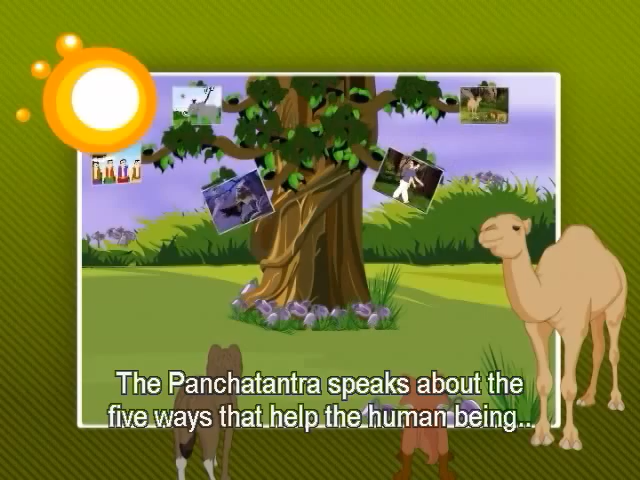 The Panchatantra speaks about the
five ways that help the human being..